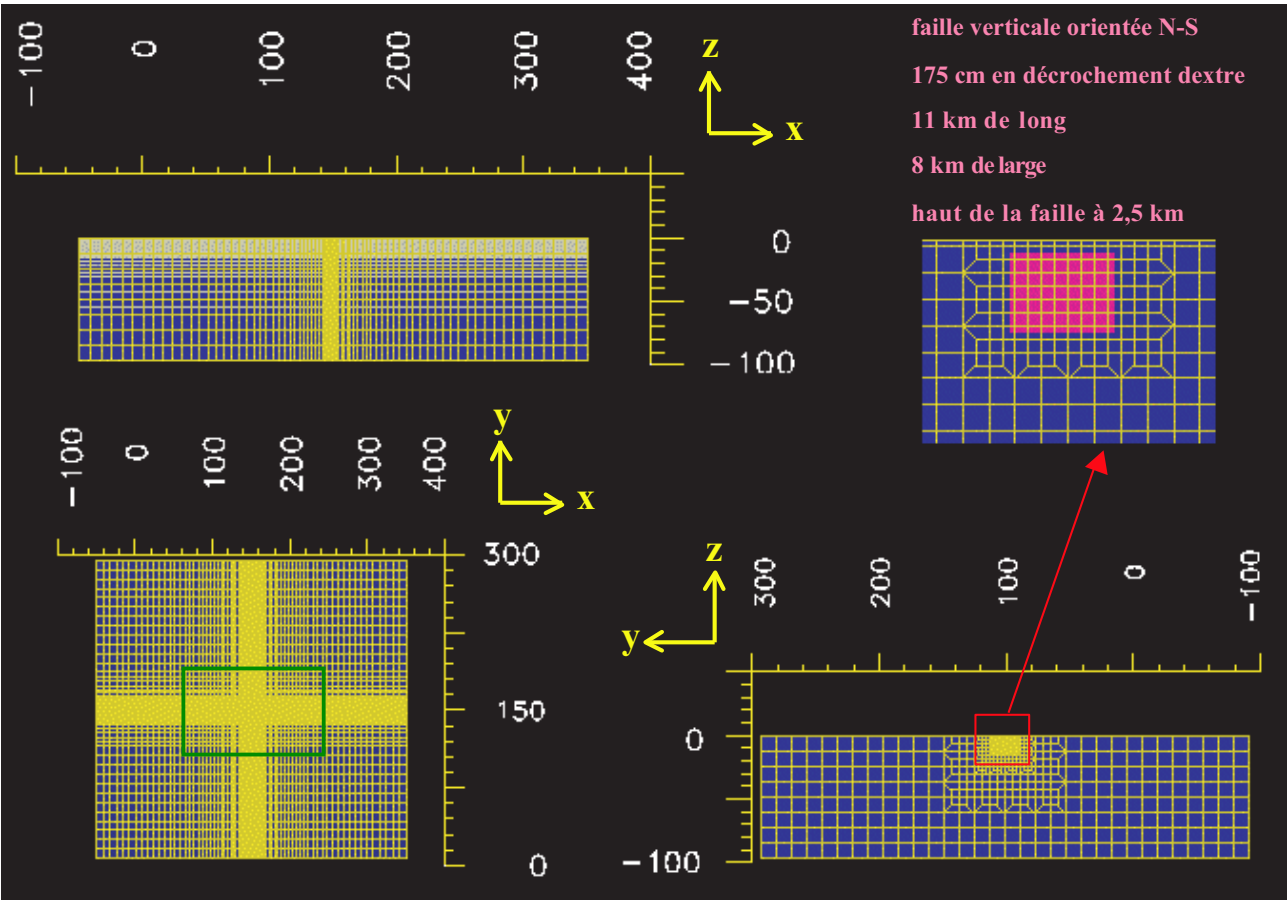 −100 0 100 200 300 400
z
x
0
−50
−100
faille verticale orientée N-S
175 cm en décrochement dextre
11 km de long
8 km de large
haut de la faille à 2,5 km
−100 0 100 200 300 400
y
x
300
150
0
z
y
300 200 100 0 −100
0
−100